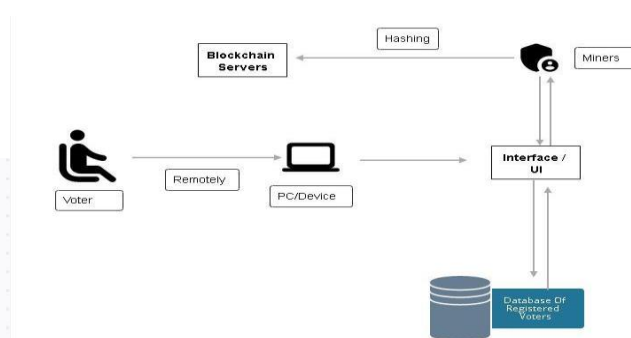 Hashing
Blockchain
Servers
Miners
Interface /
UI
Remotely
Voter
PC/Device
Database Of
Registered
Voters